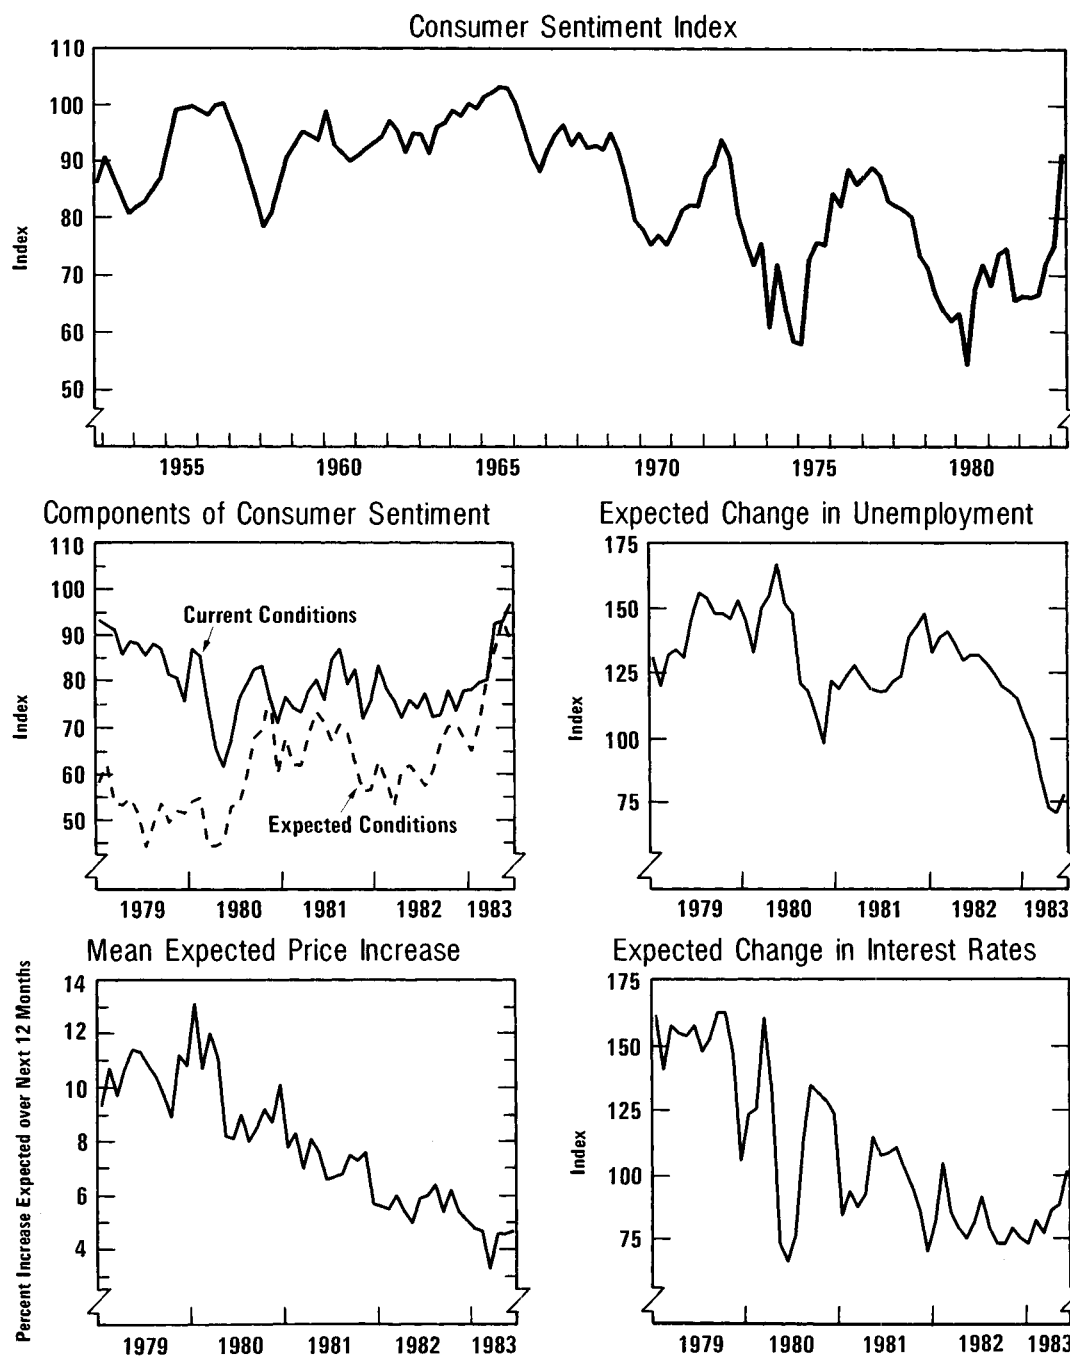 Consumer Sentiment Index
110
100
90
80
70
60
50
Index
1955 1960 1965 1970 1975 1980
Components of Consumer Sentiment
110
100
90
80
70
60
50
Index
Current Conditions
Expected Conditions
1979 1980 1981 1982 1983
Expected Change in Unemployment
175
150
125
100
75
Index
1979 1980 1981 1982 1983
Mean Expected Price Increase
14
12
10
8
6
4
Percent Increase Expected over Next 12 Months
1979 1980 1981 1982 1983
Expected Change in Interest Rates
175
150
125
100
75
Index
1979 1980 1981 1982 1983